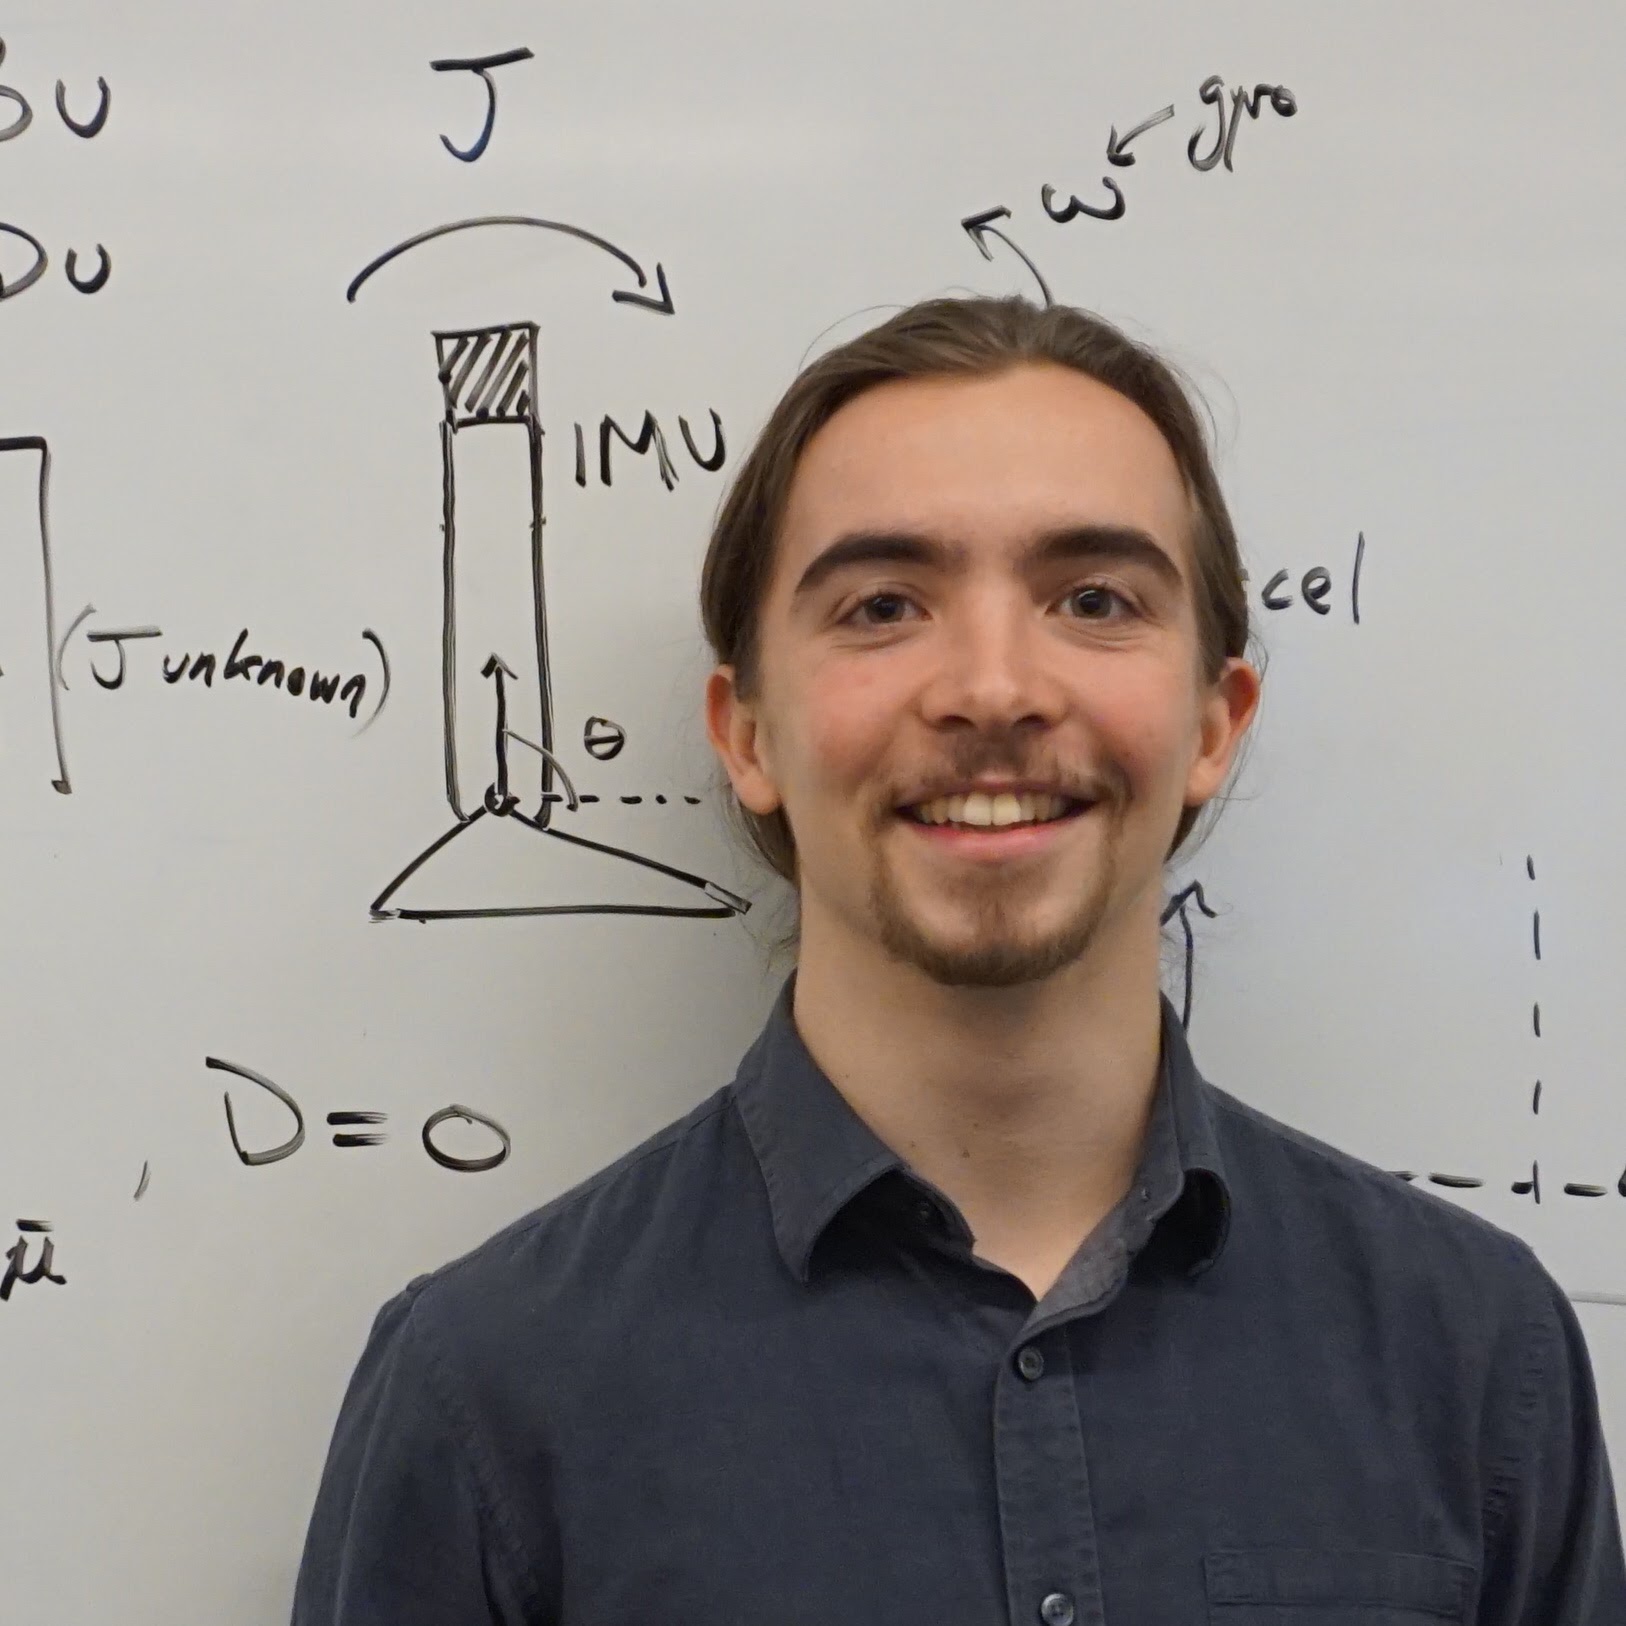 Bu
J
gyro
ω
Du
IMU
cel
(J unknown)
θ
D = 0
,
μ̄